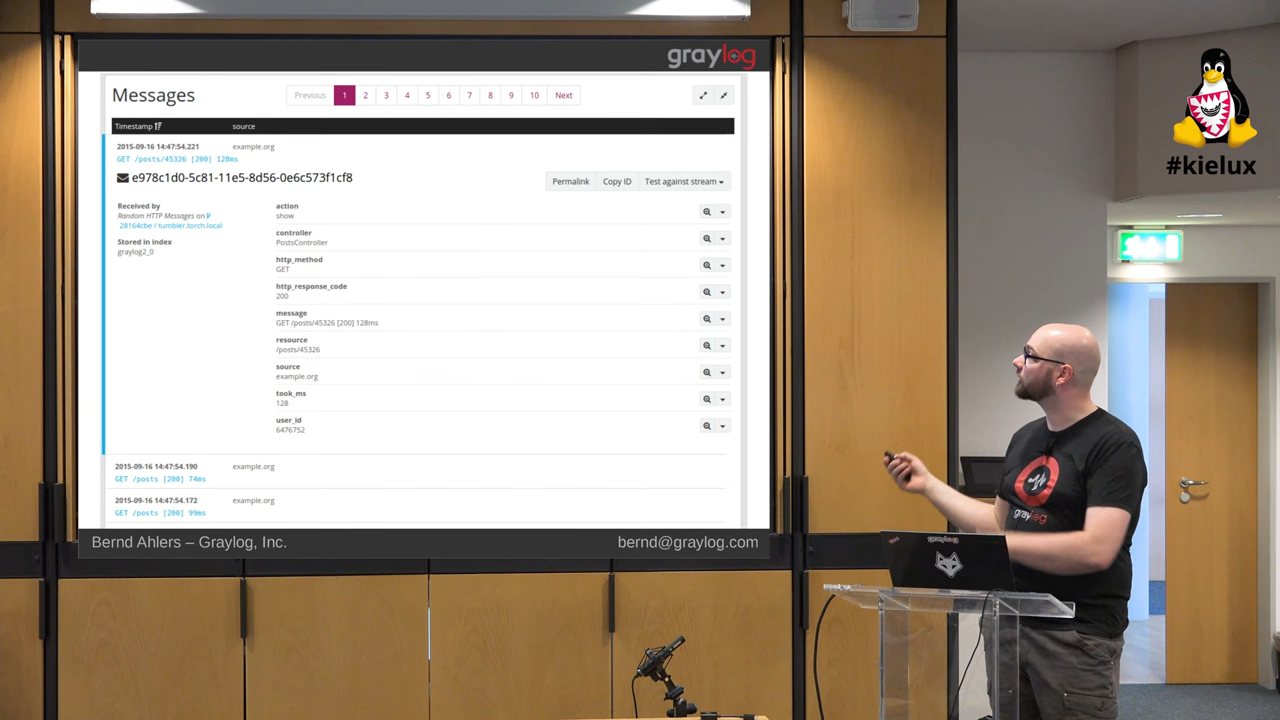 graylog
Messages
Previous 1 2 3 4 5 6 7 8 9 10 Next
Timestamp source
2015-09-16 14:47:54.221 example.org
GET /posts/45326 [200] 128ms
e978c1d0-5c81-11e5-8d56-0e6c573f1cf8
Permalink Copy ID Test against stream
Received by
Random HTTP Messages on
28164cbe / tumbler.torch.local
Stored in index
graylog2_0
action
show
controller
PostsController
http_method
GET
http_response_code
200
message
GET /posts/45326 [200] 128ms
resource
/posts/45326
source
example.org
took_ms
128
user_id
6476752
2015-09-16 14:47:54.190 example.org
GET /posts [200] 74ms
2015-09-16 14:47:54.172 example.org
GET /posts [200] 99ms
Bernd Ahlers – Graylog, Inc. bernd@graylog.com
#kielux
graylog
graylog